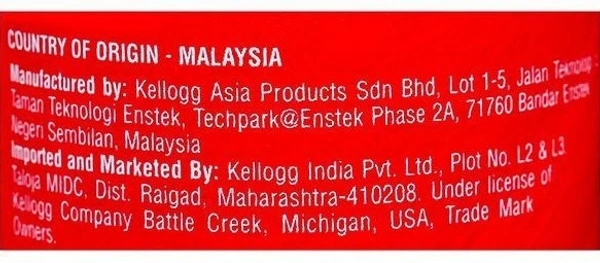 COUNTRY OF ORIGIN - MALAYSIA
Manufactured by: Kellogg Asia Products Sdn Bhd, Lot 1-5, Jalan
Taman Teknologi Enstek, Techpark@Enstek Phase 2A, 71760 Bandar Enstek
Negeri Sembilan, Malaysia
Imported and Marketed By: Kellogg India Pvt. Ltd., Plot No. L2 & L3
Taloja MIDC, Dist. Raigad, Maharashtra-410208. Under license of
Kellogg Company Battle Creek, Michigan, USA, Trade Mark
Owners.